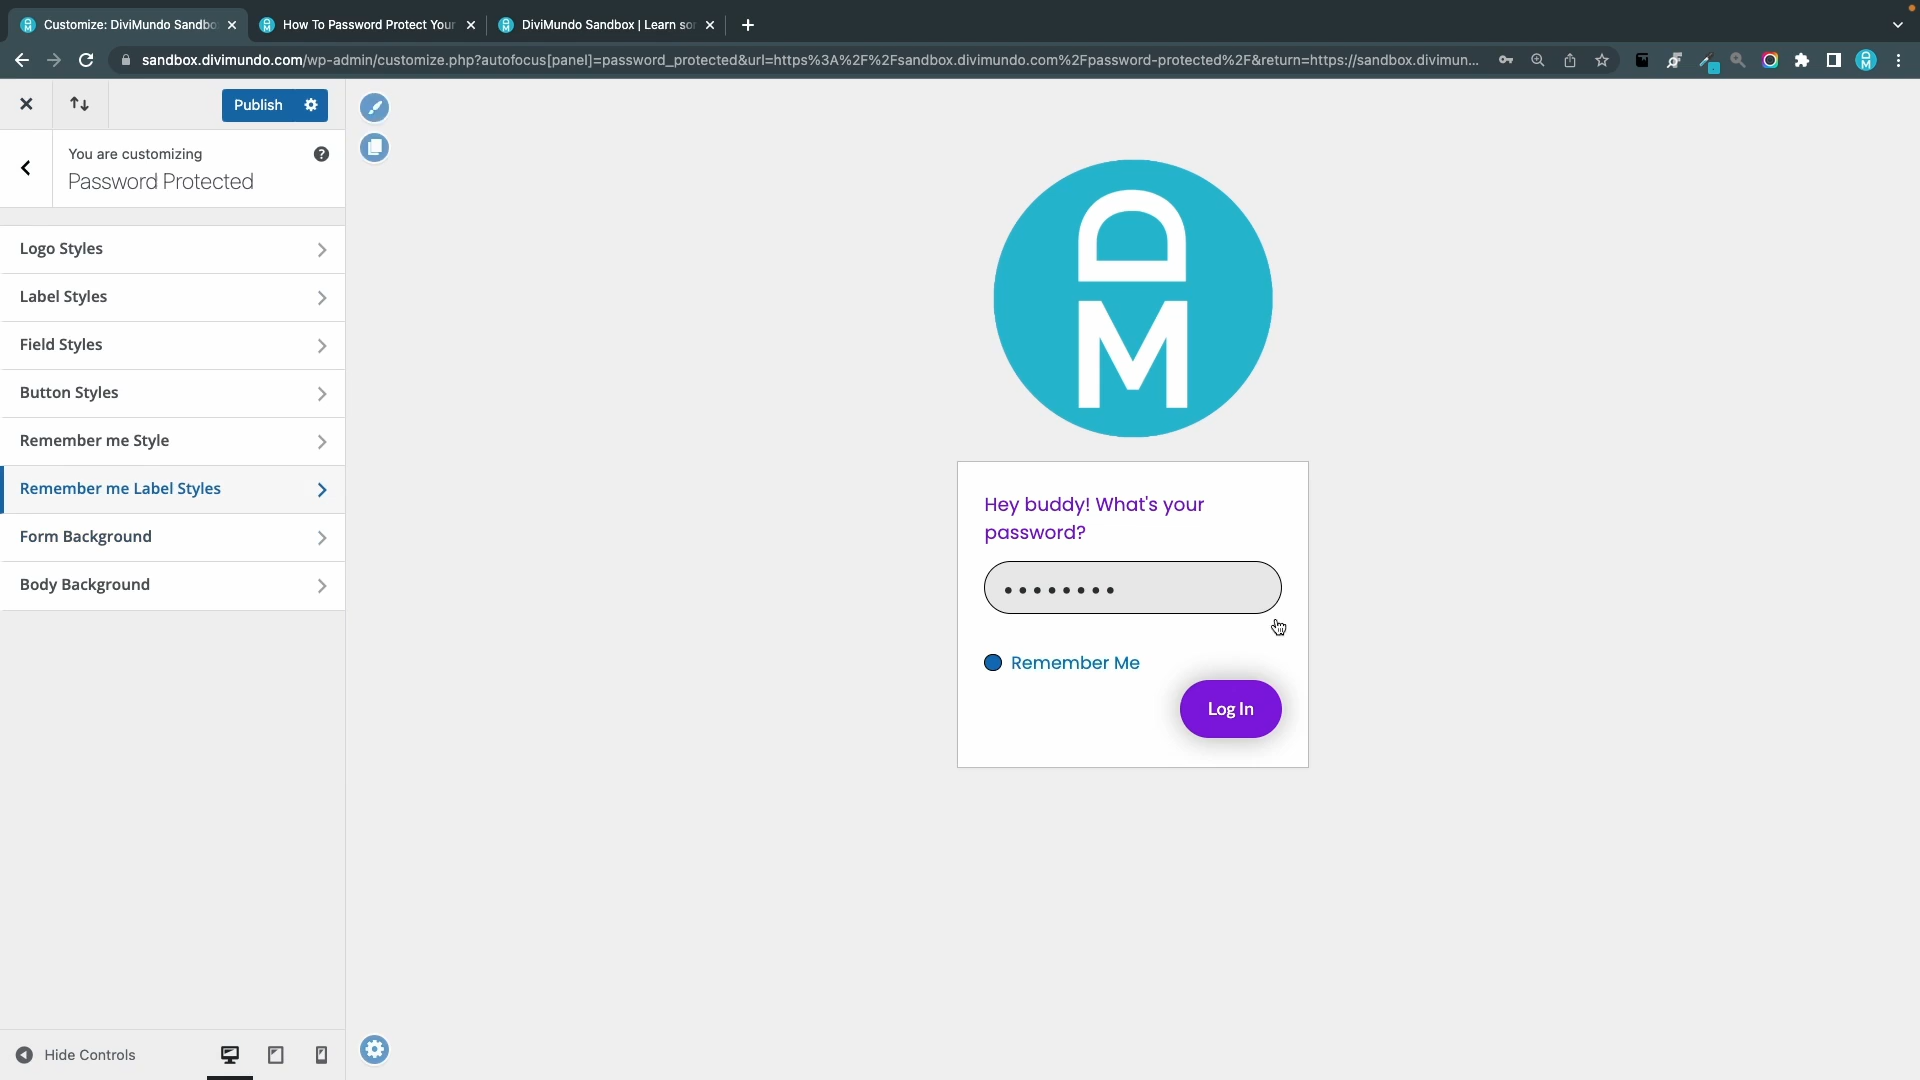 Customize: DiviMundo Sandbo
How To Password Protect Your
DiviMundo Sandbox | Learn so
sandbox.divimundo.com/wp-admin/customize.php?autofocus[panel]=password_protected&url=https%3A%2F%2Fsandbox.divimundo.com%2Fpassword-protected%2F&return=https://sandbox.divimun...
Publish
You are customizing
Password Protected
Logo Styles
Label Styles
Field Styles
Button Styles
Remember me Style
Remember me Label Styles
Form Background
Body Background
Hide Controls
DM
Hey buddy! What's your
password?
Remember Me
Log In